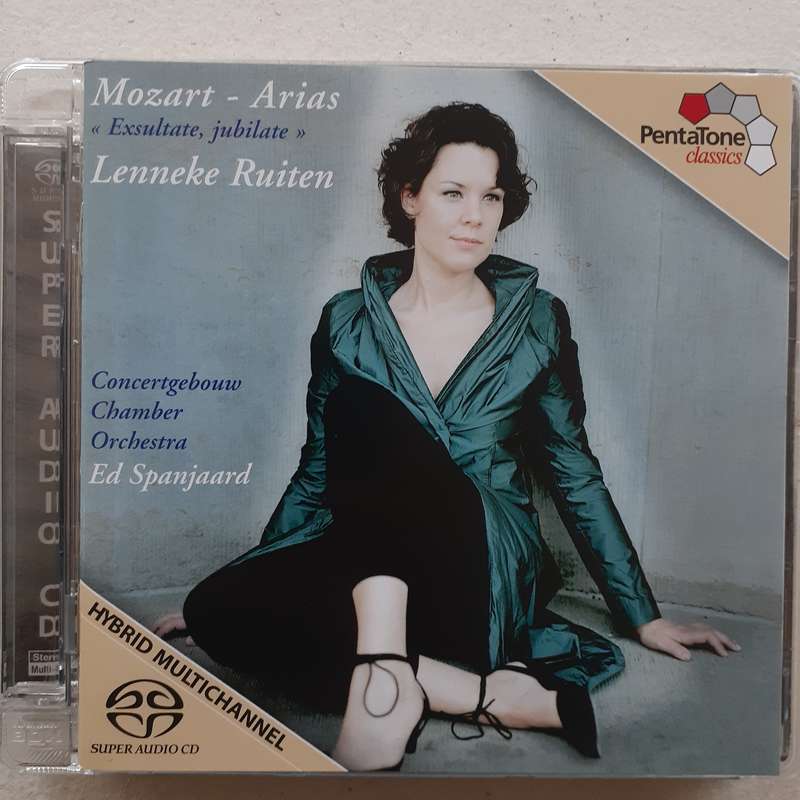 Mozart - Arias
« Exsultate, jubilate »
Lenneke Ruiten
PentaTone
classics
Concertgebouw
Chamber
Orchestra
Ed Spanjaard
HYBRID MULTICHANNEL
SUPER AUDIO CD
SUPER AUDIO CD